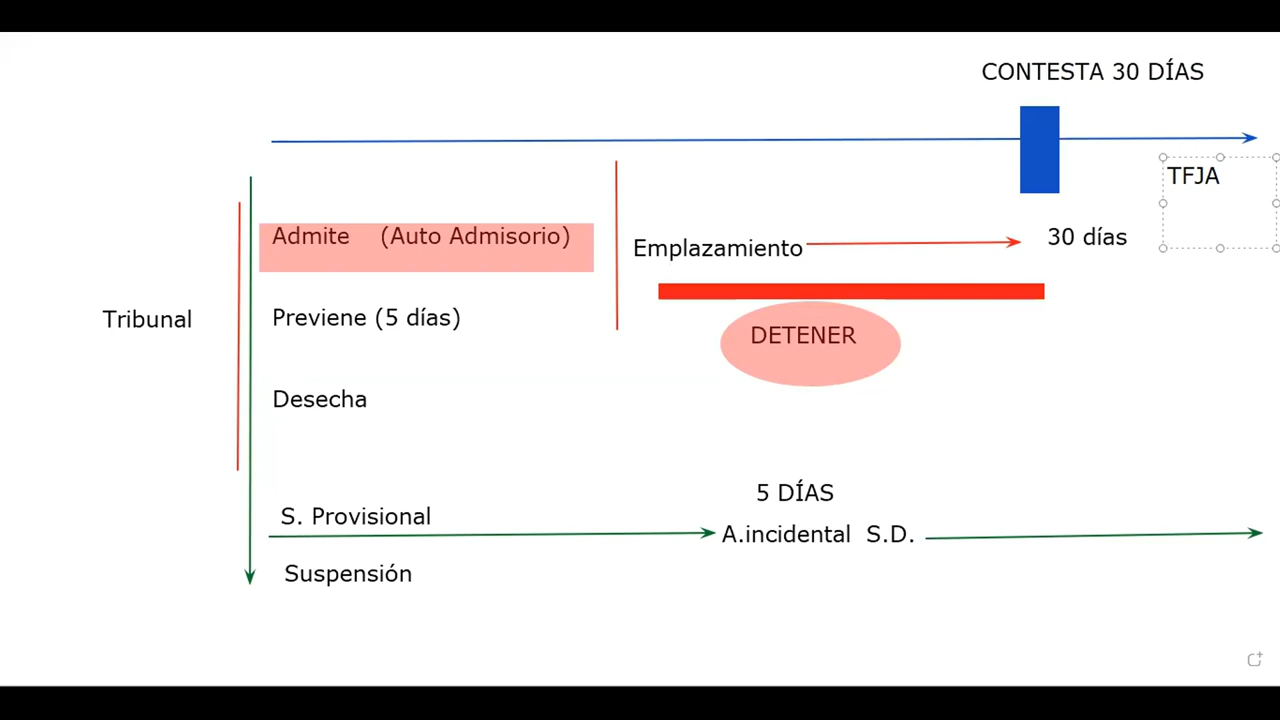 CONTESTA 30 DÍAS
TFJA
Admite (Auto Admisorio)
Emplazamiento
30 días
Tribunal
Previene (5 días)
DETENER
Desecha
5 DÍAS
S. Provisional
A.incidental S.D.
Suspensión